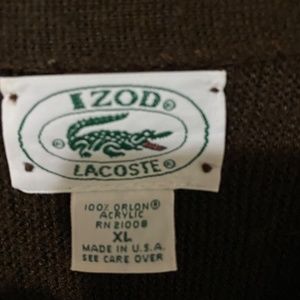 IZOD®
LACOSTE®
100% ORLON®
ACRYLIC
RN 21008
XL
MADE IN U.S.A.
SEE CARE OVER